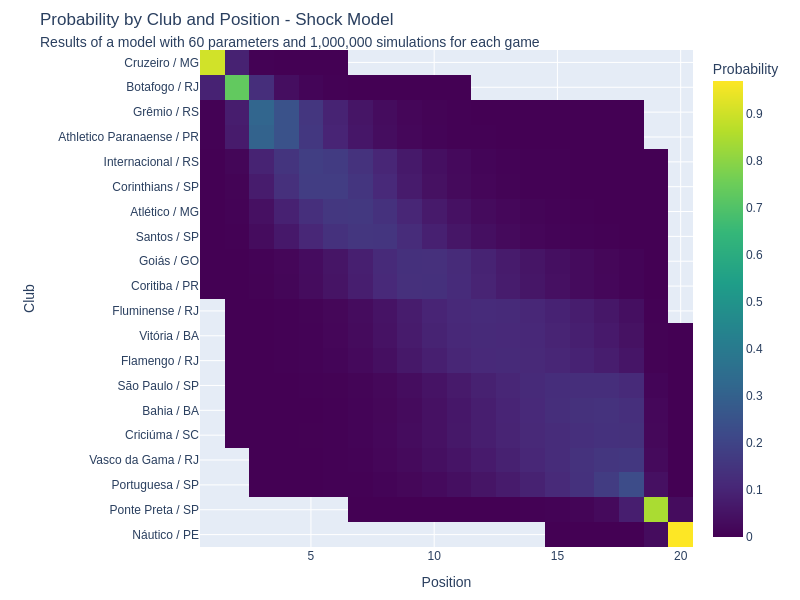 Probability by Club and Position - Shock Model
Results of a model with 60 parameters and 1,000,000 simulations for each game
Probability
Club
Cruzeiro / MG
Botafogo / RJ
Grêmio / RS
Athletico Paranaense / PR
Internacional / RS
Corinthians / SP
Atlético / MG
Santos / SP
Goiás / GO
Coritiba / PR
Fluminense / RJ
Vitória / BA
Flamengo / RJ
São Paulo / SP
Bahia / BA
Criciúma / SC
Vasco da Gama / RJ
Portuguesa / SP
Ponte Preta / SP
Náutico / PE
0.9
0.8
0.7
0.6
0.5
0.4
0.3
0.2
0.1
0
5 10 15 20
Position